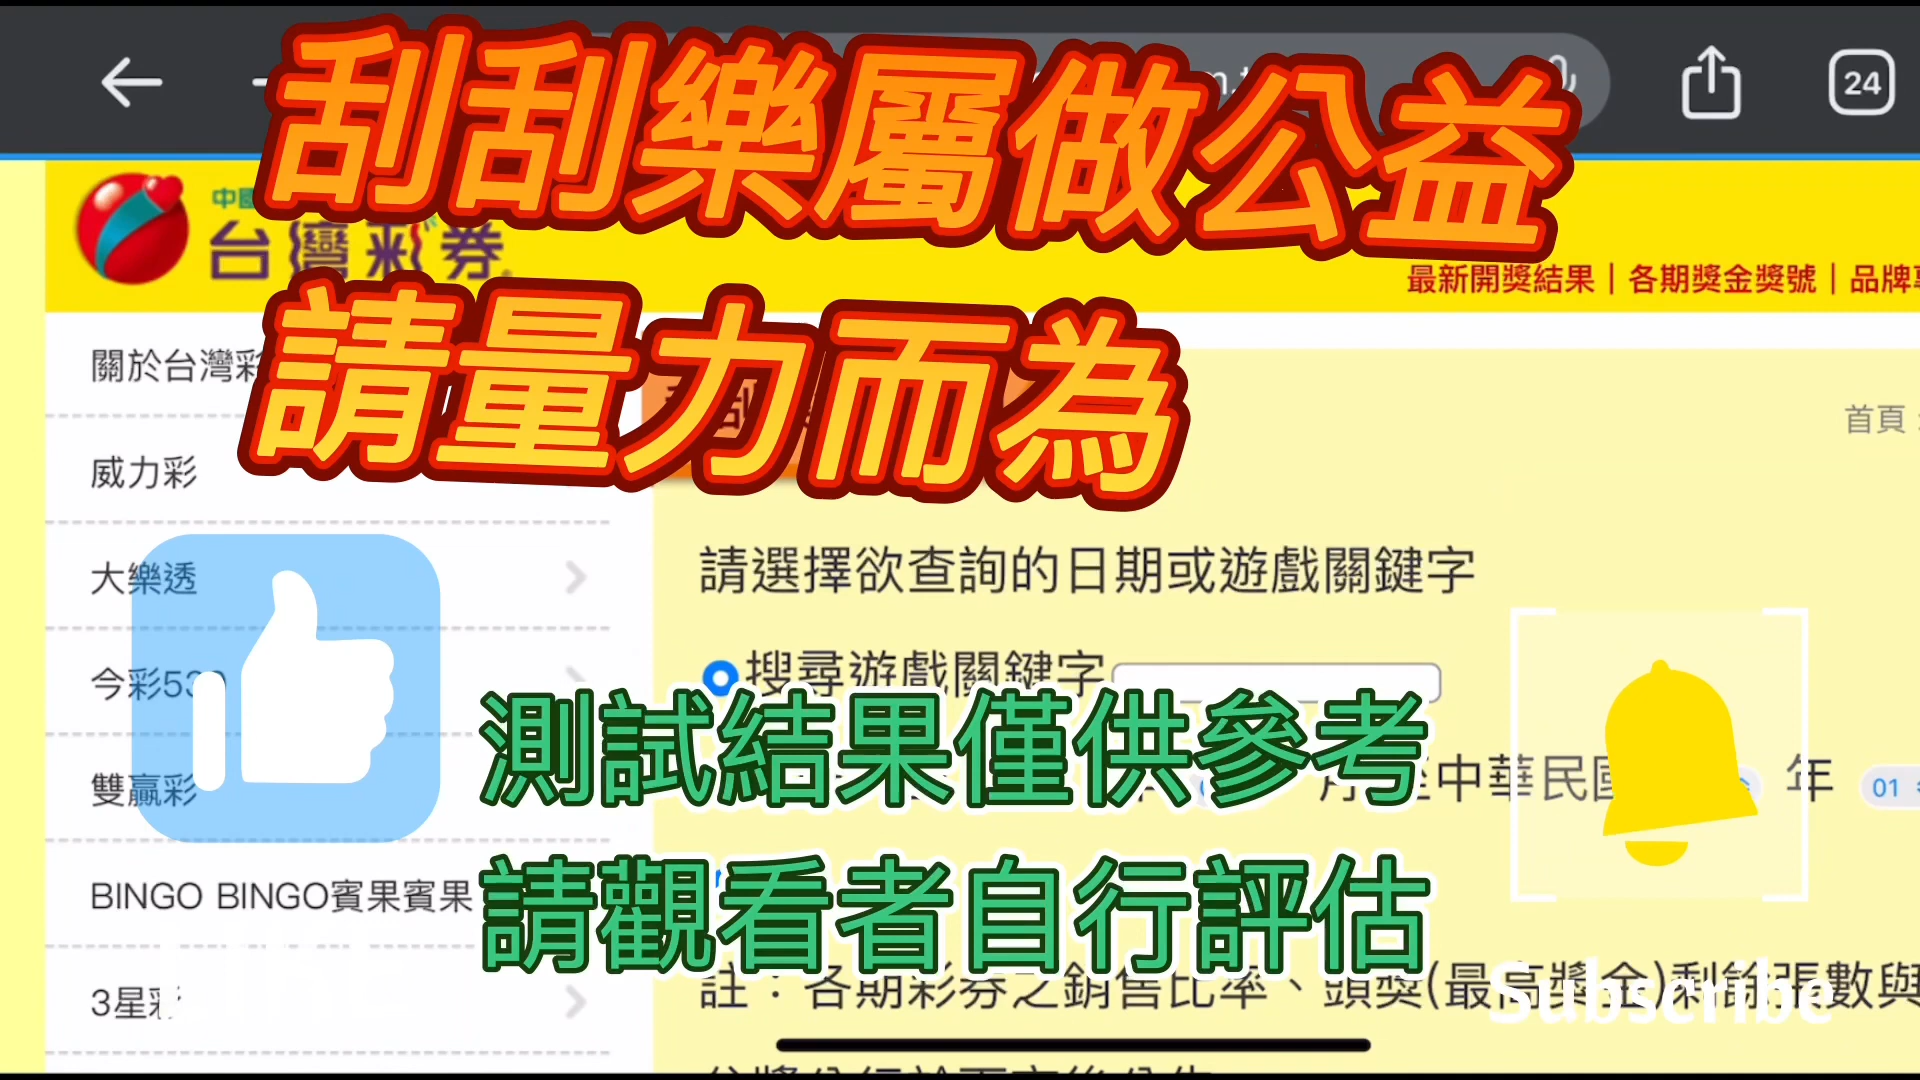 刮刮樂屬做公益
24
台灣彩券
最新開獎結果｜各期獎金獎號｜品牌
請量力而為
關於台灣彩
首頁
威力彩
請選擇欲查詢的日期或遊戲關鍵字
大樂透
搜尋遊戲關鍵字
今彩53
測試結果僅供參考
至中華民國
年
01
雙贏彩
BINGO BINGO賓果賓果
請觀看者自行評估
註：各期彩券之銷售比率、頭獎(最高獎金)剩餘張數與
3星彩
Subscribe